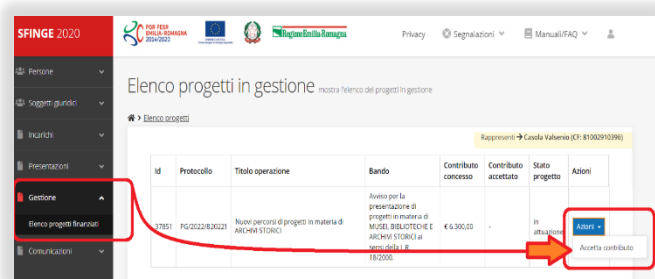 SFINGE 2020
POR FESR
EMILIA-ROMAGNA
2014/2020
Regione Emilia-Romagna
Privacy
Segnalazioni
Manuali/FAQ
Persone
Soggetti giuridici
Incarichi
Presentazioni
Gestione
Elenco progetti finanziati
Comunicazioni
Elenco progetti in gestione mostra l'elenco dei progetti in gestione
> Elenco progetti
Rappresenti → Casola Valsenio (CF: 81002910396)
Id Protocollo Titolo operazione Bando Contributo concesso Contributo accettato Stato progetto Azioni
37851 PG/2022/820221 Nuovi percorsi di progetti in materia di ARCHIVI STORICI
Avviso per la
presentazione di
progetti in materia di
MUSEI, BIBLIOTECHE E
ARCHIVI STORICI ai
sensi della L.R.
18/2000.
€ 6.300,00 - in attuazione Azioni
Accetta contributo